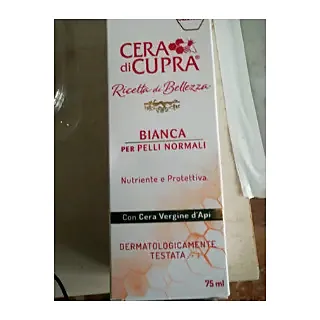 CERA
di CUPRA®
Ricetta di Bellezza
BIANCA
PER PELLI NORMALI
Nutriente e Protettiva
Con Cera Vergine d'Api
DERMATOLOGICAMENTE
TESTATA
75 ml